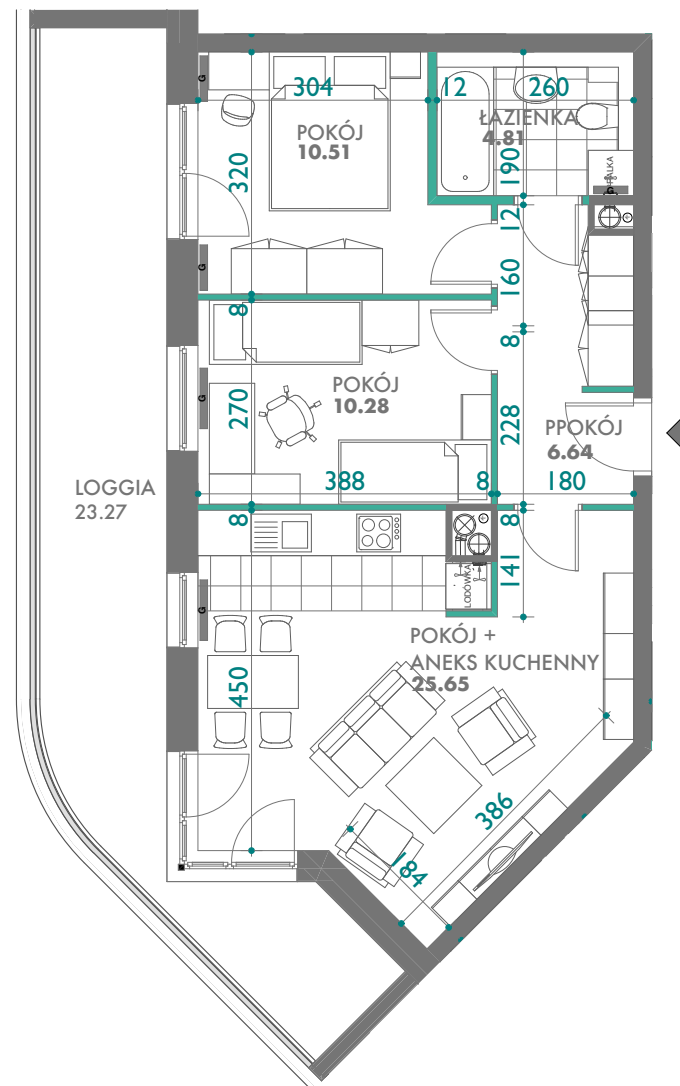 G
304
12
260
POKÓJ
10.51
ŁAZIENKA
4.81
320
190
PRALKA
12
G
160
8
8
POKÓJ
10.28
G
270
228
PPOKÓJ
6.64
388
8
180
LOGGIA
23.27
8
8
141
LODÓWKA
G
POKÓJ +
ANEKS KUCHENNY
25.65
450
386
184